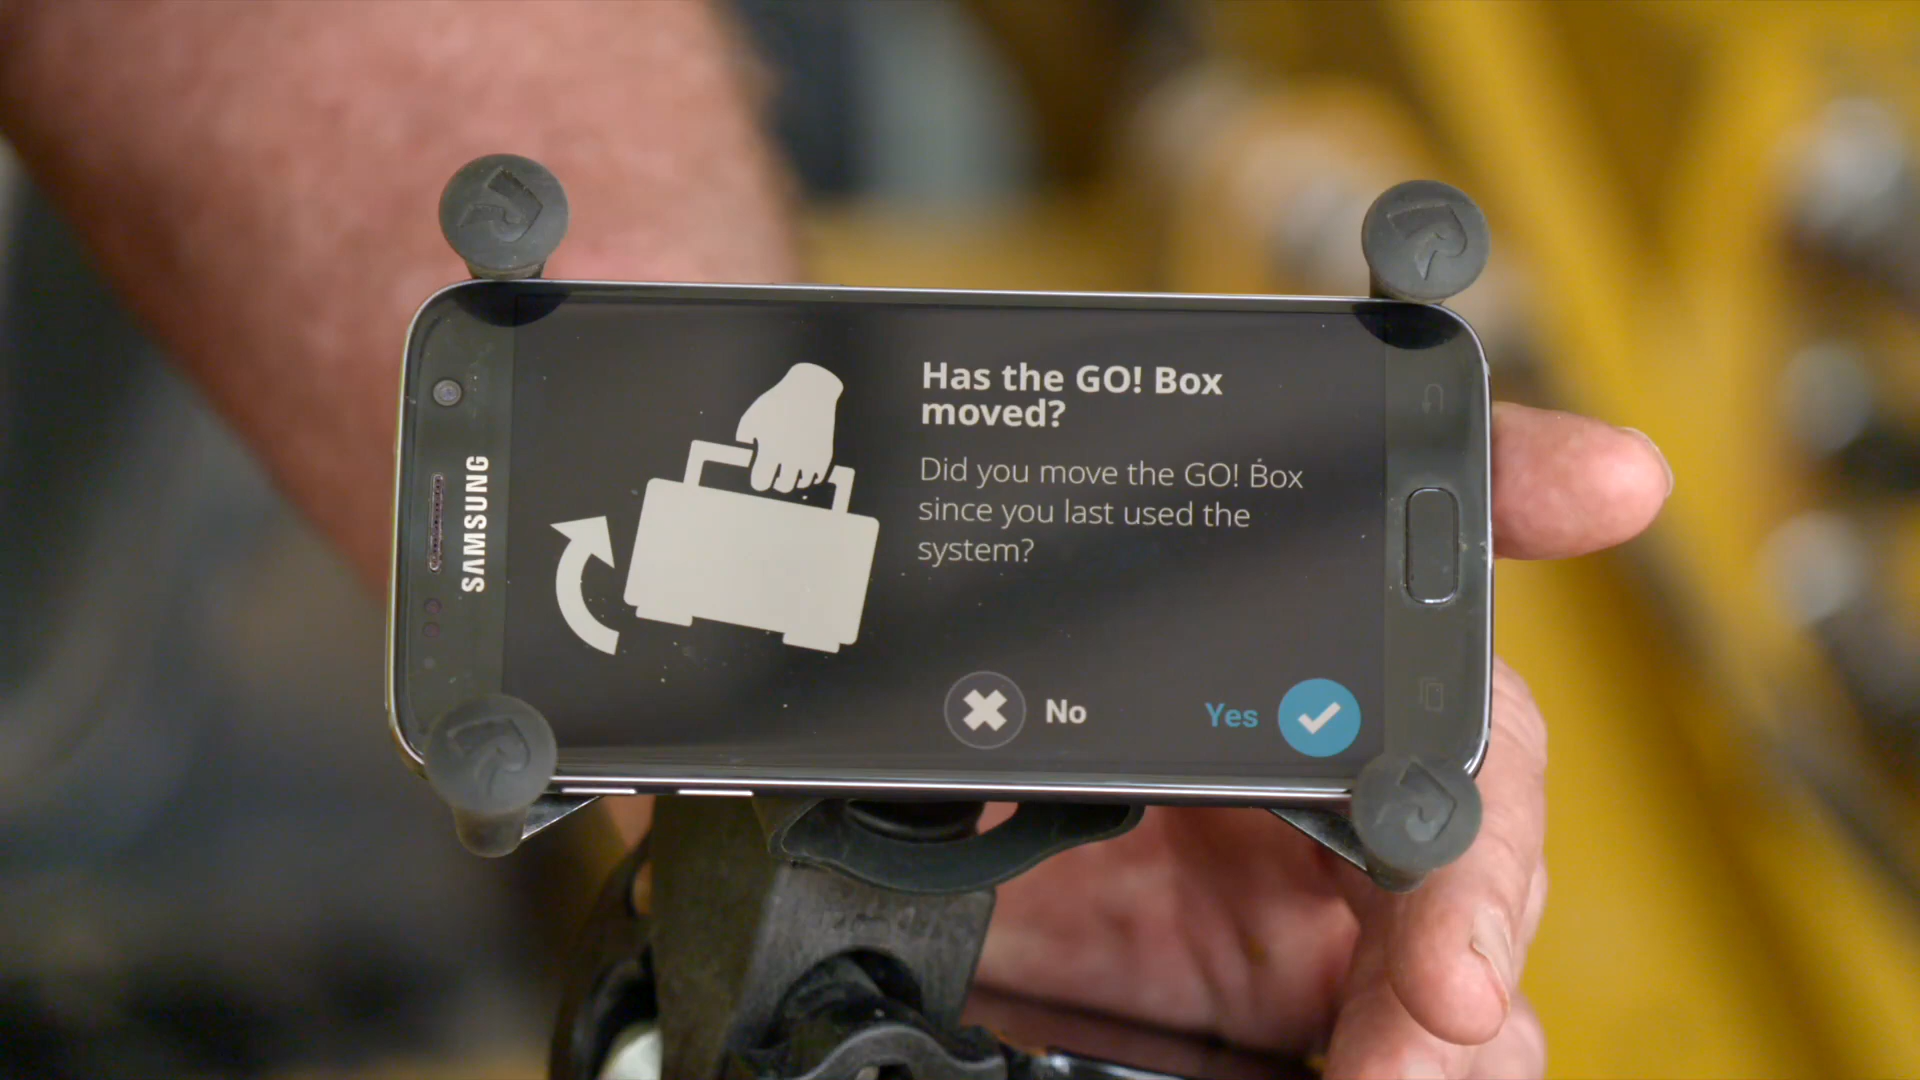 SAMSUNG
Has the GO! Box
moved?
Did you move the GO! Box
since you last used the
system?
No
Yes